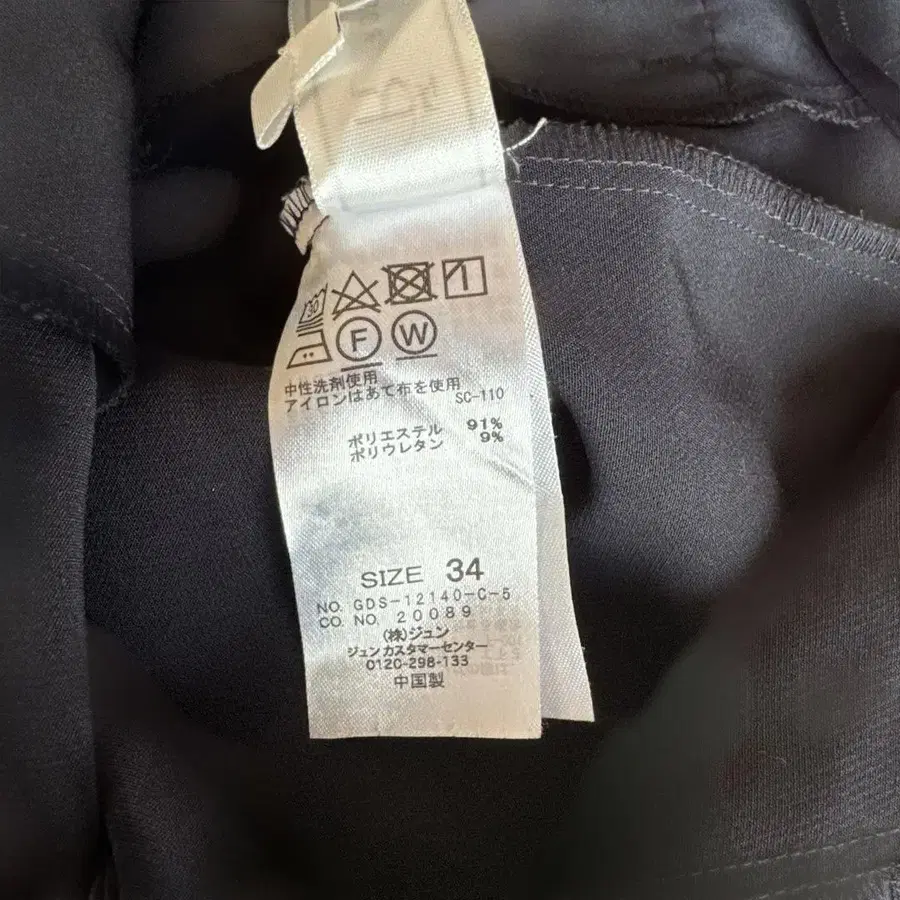 30
F W
中性洗剤使用
アイロンはあて布を使用
SC-110
ポリエステル 91%
ポリウレタン 9%
SIZE 34
NO. GDS-12140-C-5
CO. NO. 20089
(株)ジュン
ジュン カスタマーセンター
0120-298-133
中国製